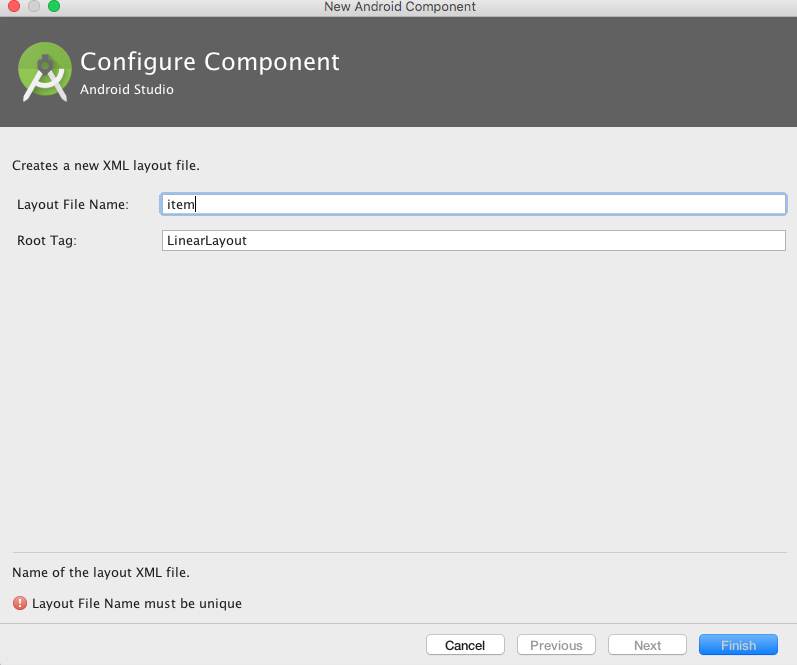 New Android Component
Configure Component
Android Studio
Creates a new XML layout file.
Layout File Name: item
Root Tag: LinearLayout
Name of the layout XML file.
Layout File Name must be unique
Cancel Previous Next Finish